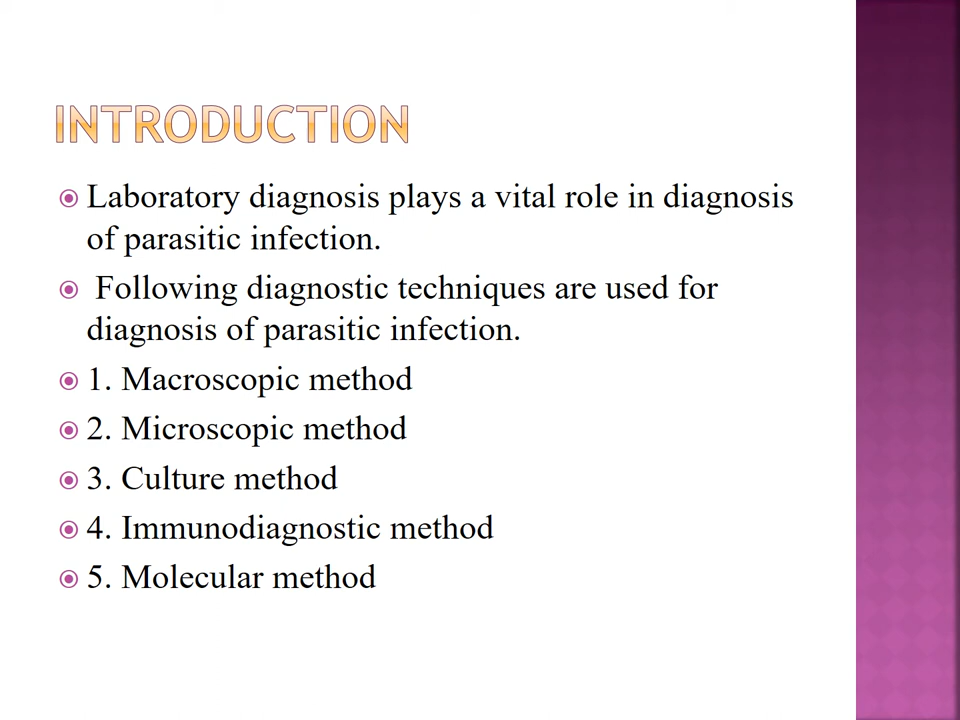 INTRODUCTION
Laboratory diagnosis plays a vital role in diagnosis
of parasitic infection.
Following diagnostic techniques are used for
diagnosis of parasitic infection.
1. Macroscopic method
2. Microscopic method
3. Culture method
4. Immunodiagnostic method
5. Molecular method